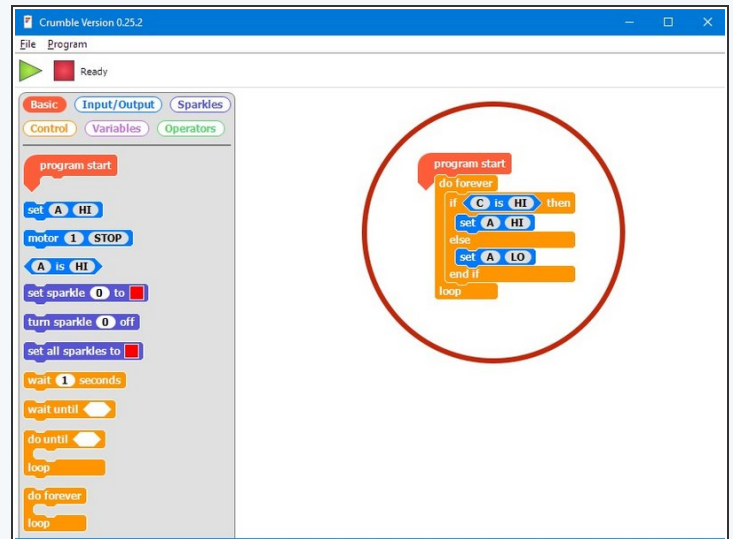 Crumble Version 0.25.2
File Program
Ready
Basic Input/Output Sparkles
Control Variables Operators
program start
set A HI
motor 1 STOP
A is HI
set sparkle 0 to
turn sparkle 0 off
set all sparkles to
wait 1 seconds
wait until
do until
loop
do forever
loop
program start
do forever
if C is HI then
set A HI
else
set A LO
end if
loop